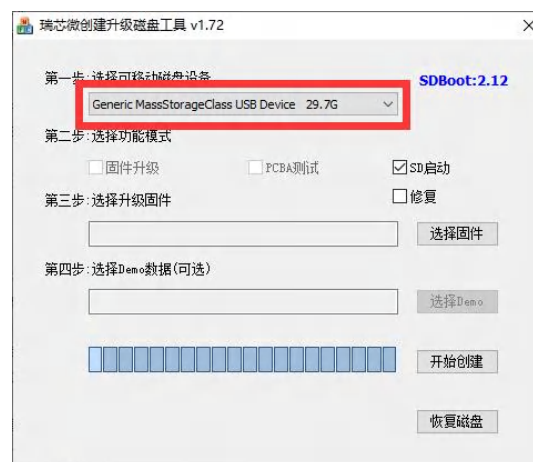 瑞芯微创建升级磁盘工具 v1.72
第一步:选择可移动磁盘设备
SDBoot:2.12
Generic MassStorageClass USB Device 29.7G
第二步:选择功能模式
固件升级
PCBA测试
SD启动
第三步:选择升级固件
修复
选择固件
第四步:选择Demo数据(可选)
选择Demo
开始创建
恢复磁盘